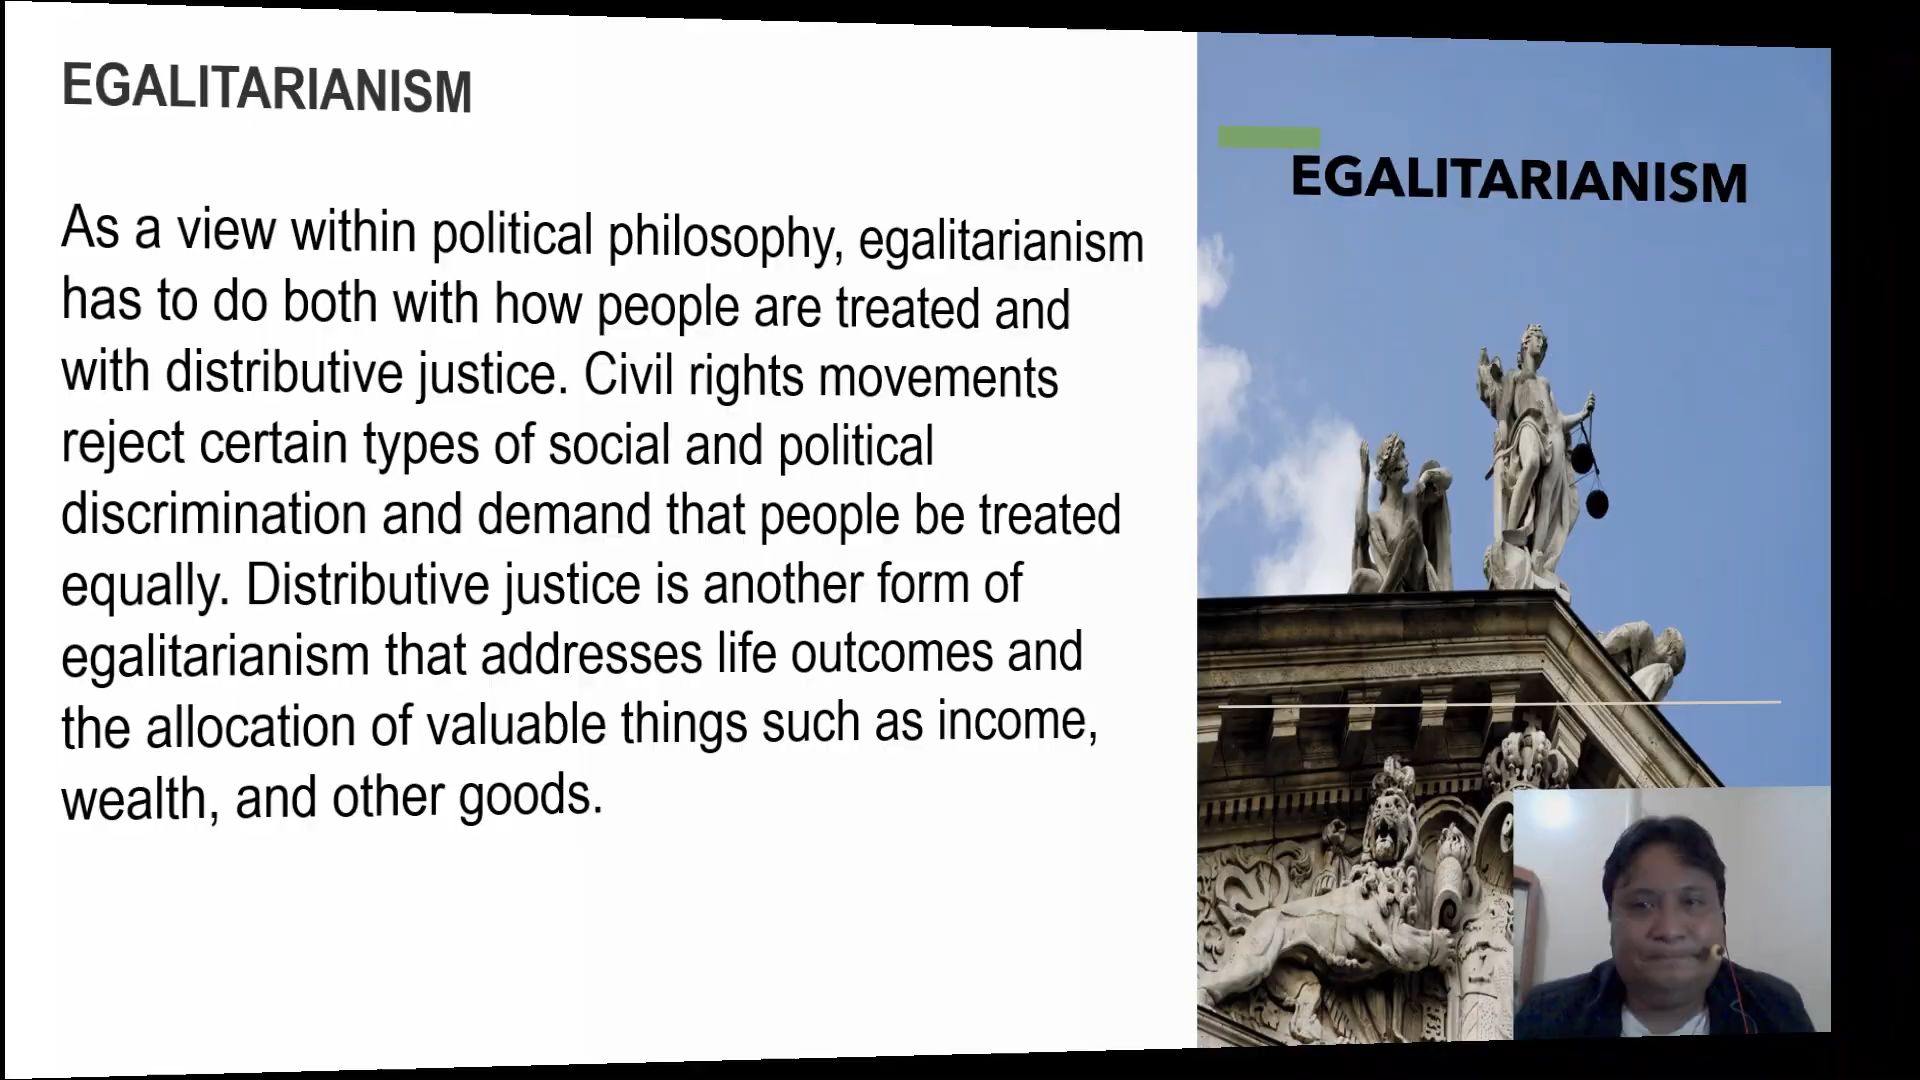 EGALITARIANISM
As a view within political philosophy, egalitarianism
has to do both with how people are treated and
with distributive justice. Civil rights movements
reject certain types of social and political
discrimination and demand that people be treated
equally. Distributive justice is another form of
egalitarianism that addresses life outcomes and
the allocation of valuable things such as income,
wealth, and other goods.
EGALITARIANISM